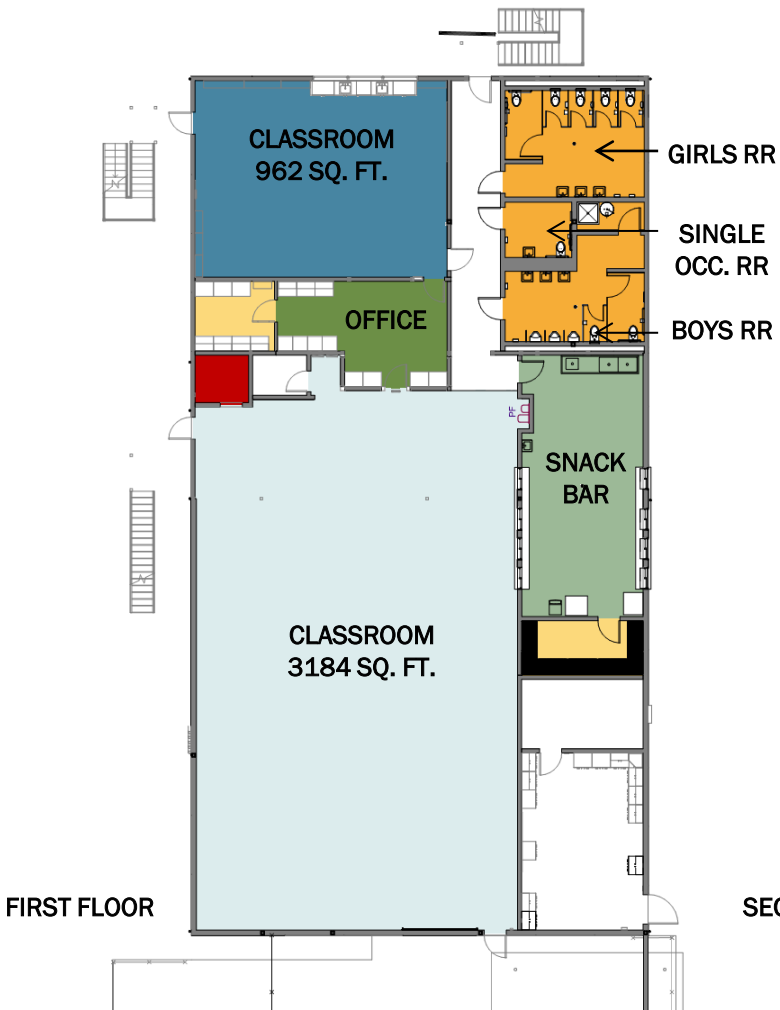 CLASSROOM
962 SQ. FT.
GIRLS RR
SINGLE
OCC. RR
OFFICE
BOYS RR
PF
SNACK
BAR
CLASSROOM
3184 SQ. FT.
FIRST FLOOR
SEC